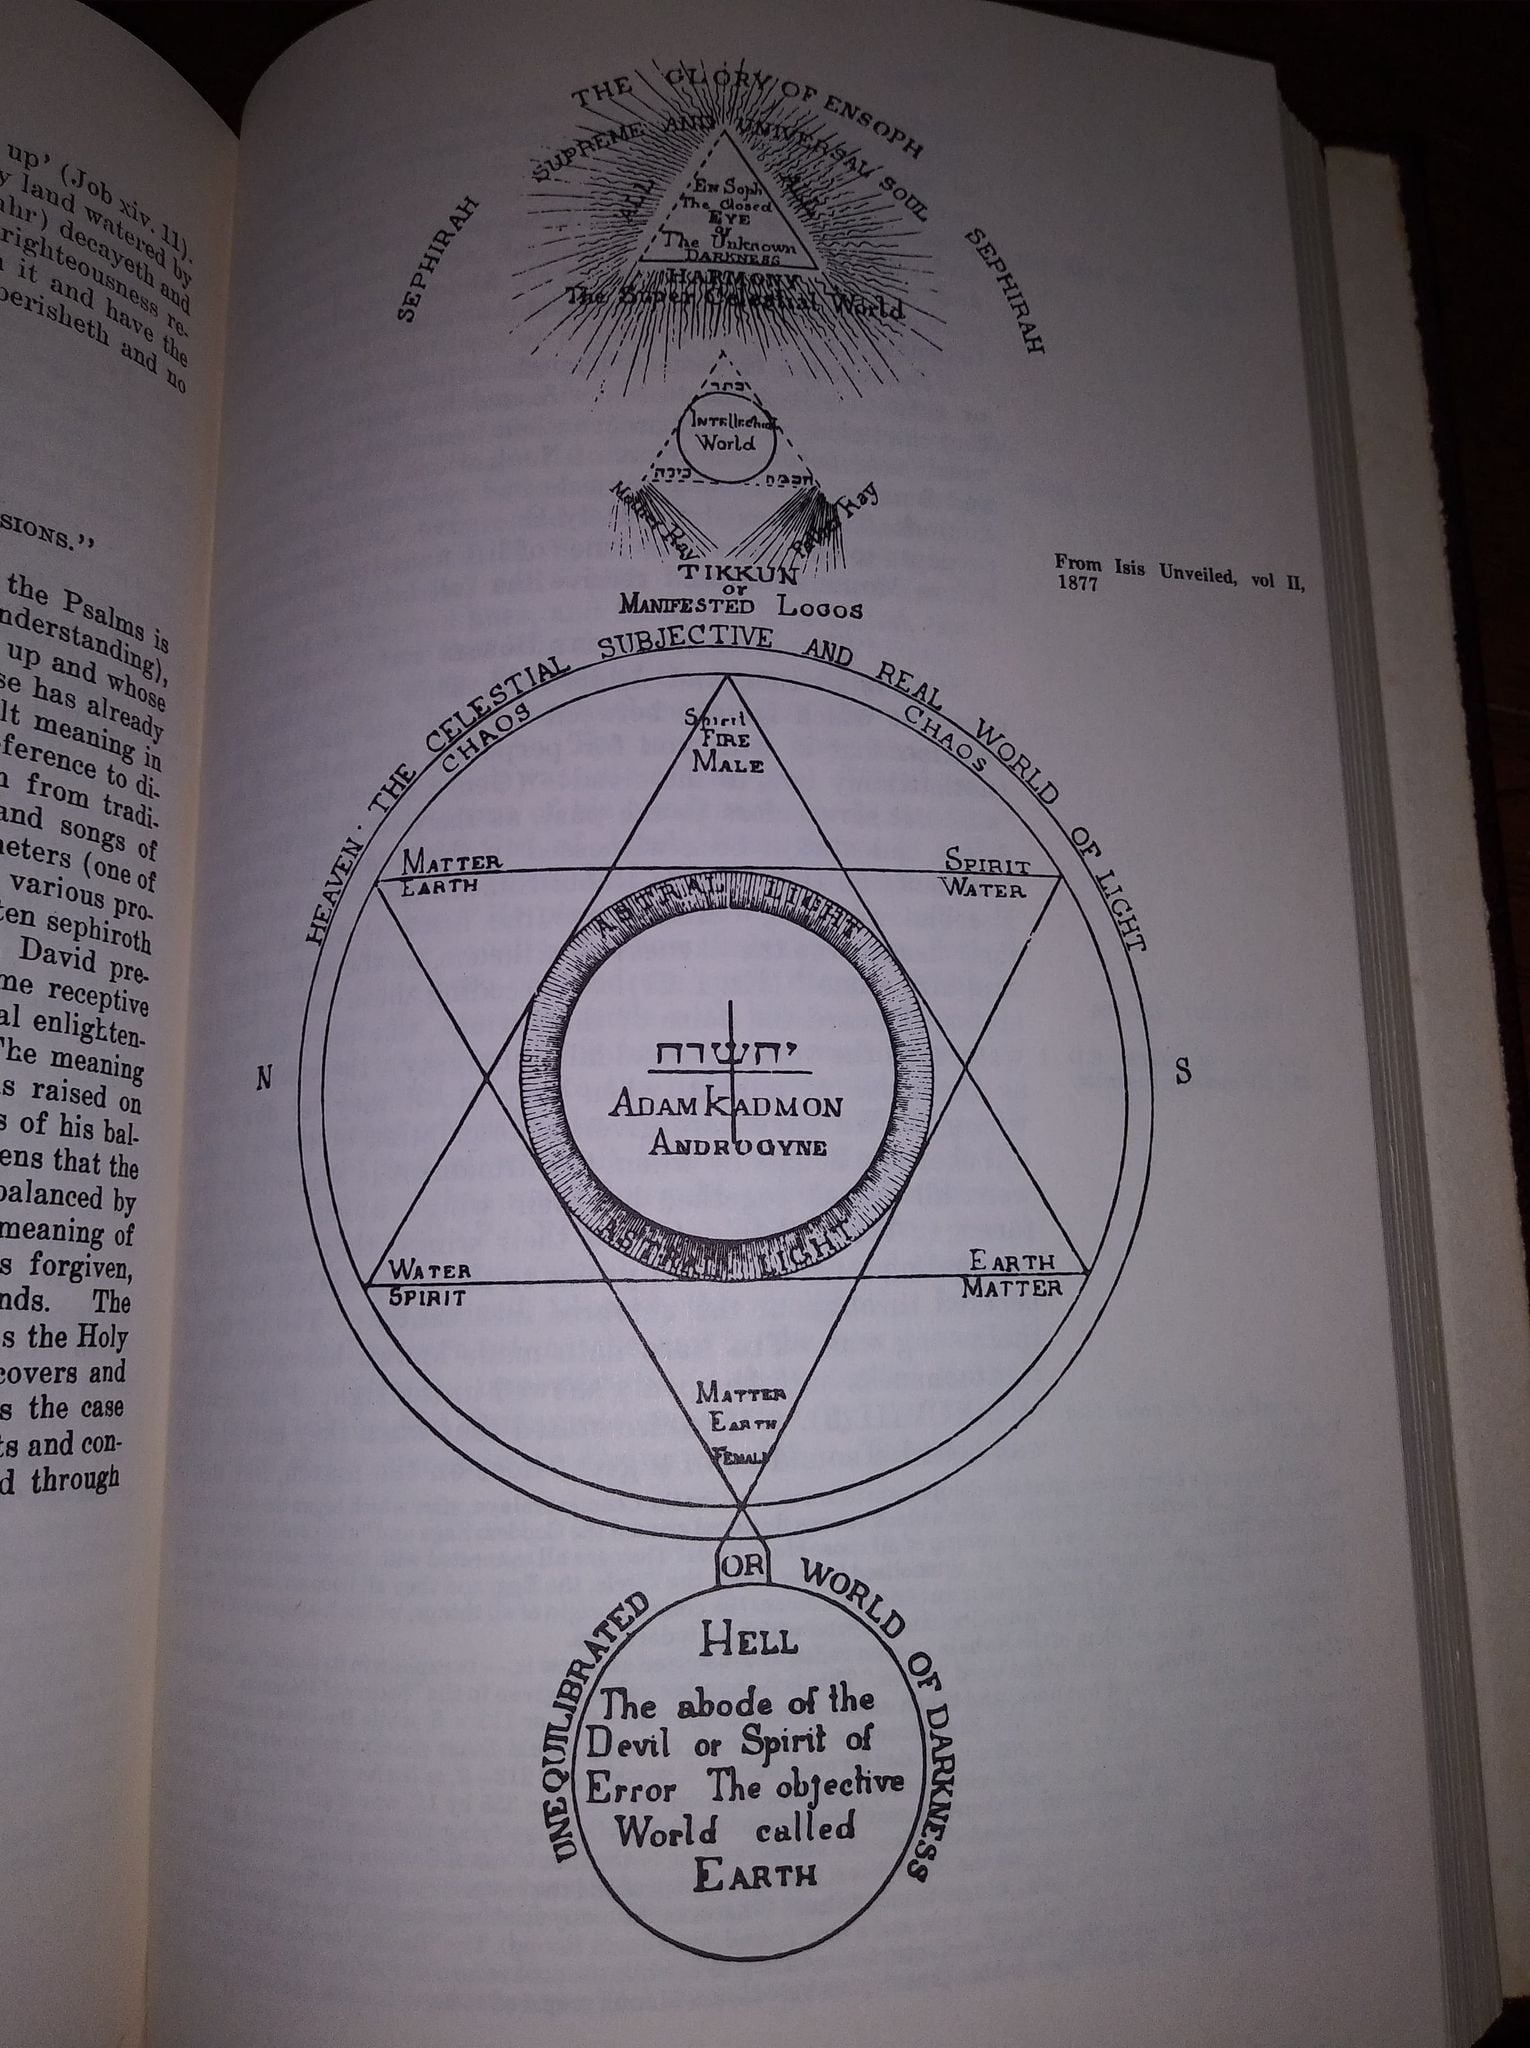 up' (Job xiv. 11).
land watered by
ahr) decayeth and
righteousness re-
it and have the
perisheth and no
SIONS."
the Psalms is
nderstanding),
up and whose
se has already
lt meaning in
ference to di-
from tradi-
and songs of
eters (one of
various pro-
ten sephiroth
David pre-
me receptive
al enlighten-
The meaning
s raised on
s of his bal-
ens that the
balanced by
meaning of
s forgiven,
nds. The
s the Holy
covers and
s the case
ts and con-
d through
THE GLORY OF ENSOPH
SUPREME AND UNIVERSAL SOUL
SEPHIRAH
SEPHIRAH
ALL
ALL
En Soph
The Closed
EYE
of
The Unknown
DARKNESS
HARMONY
The Super Celestial World
כתר
INTEllectual
World
בינה
חכמה
Mother Ray
Father Ray
TIKKUN
or
MANIFESTED LOGOS
From Isis Unveiled, vol II,
1877
HEAVEN. THE CELESTIAL SUBJECTIVE AND REAL WORLD OF LIGHT
CHAOS
CHAOS
Spirit
FIRE
MALE
MATTER
EARTH
SPIRIT
WATER
ASTRAL LIGHT
N
S
יחשוה
ADAM KADMON
ANDROGYNE
ASTRAL LIGHT
WATER
SPIRIT
EARTH
MATTER
MATTER
EARTH
FEMALE
UNEQUILIBRATED
OR
WORLD OF DARKNESS
HELL
The abode of the
Devil or Spirit of
Error The objective
World called
EARTH